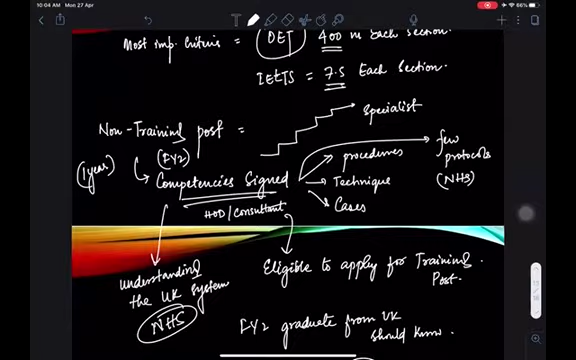 10:04 AM Mon 27 Apr
66%
Most imp. Criteria = OET 400 in Each section
IELTS = 7.5 Each Section.
Specialist
Non-Training post =
(1 year)
(FY2)
Competencies Signed
HOD/Consultant
procedures
Technique
Cases
few
protocols
(NHS)
understanding
the UK system
NHS
Eligible to apply for Training
Post.
FY2 graduate from UK
should know.